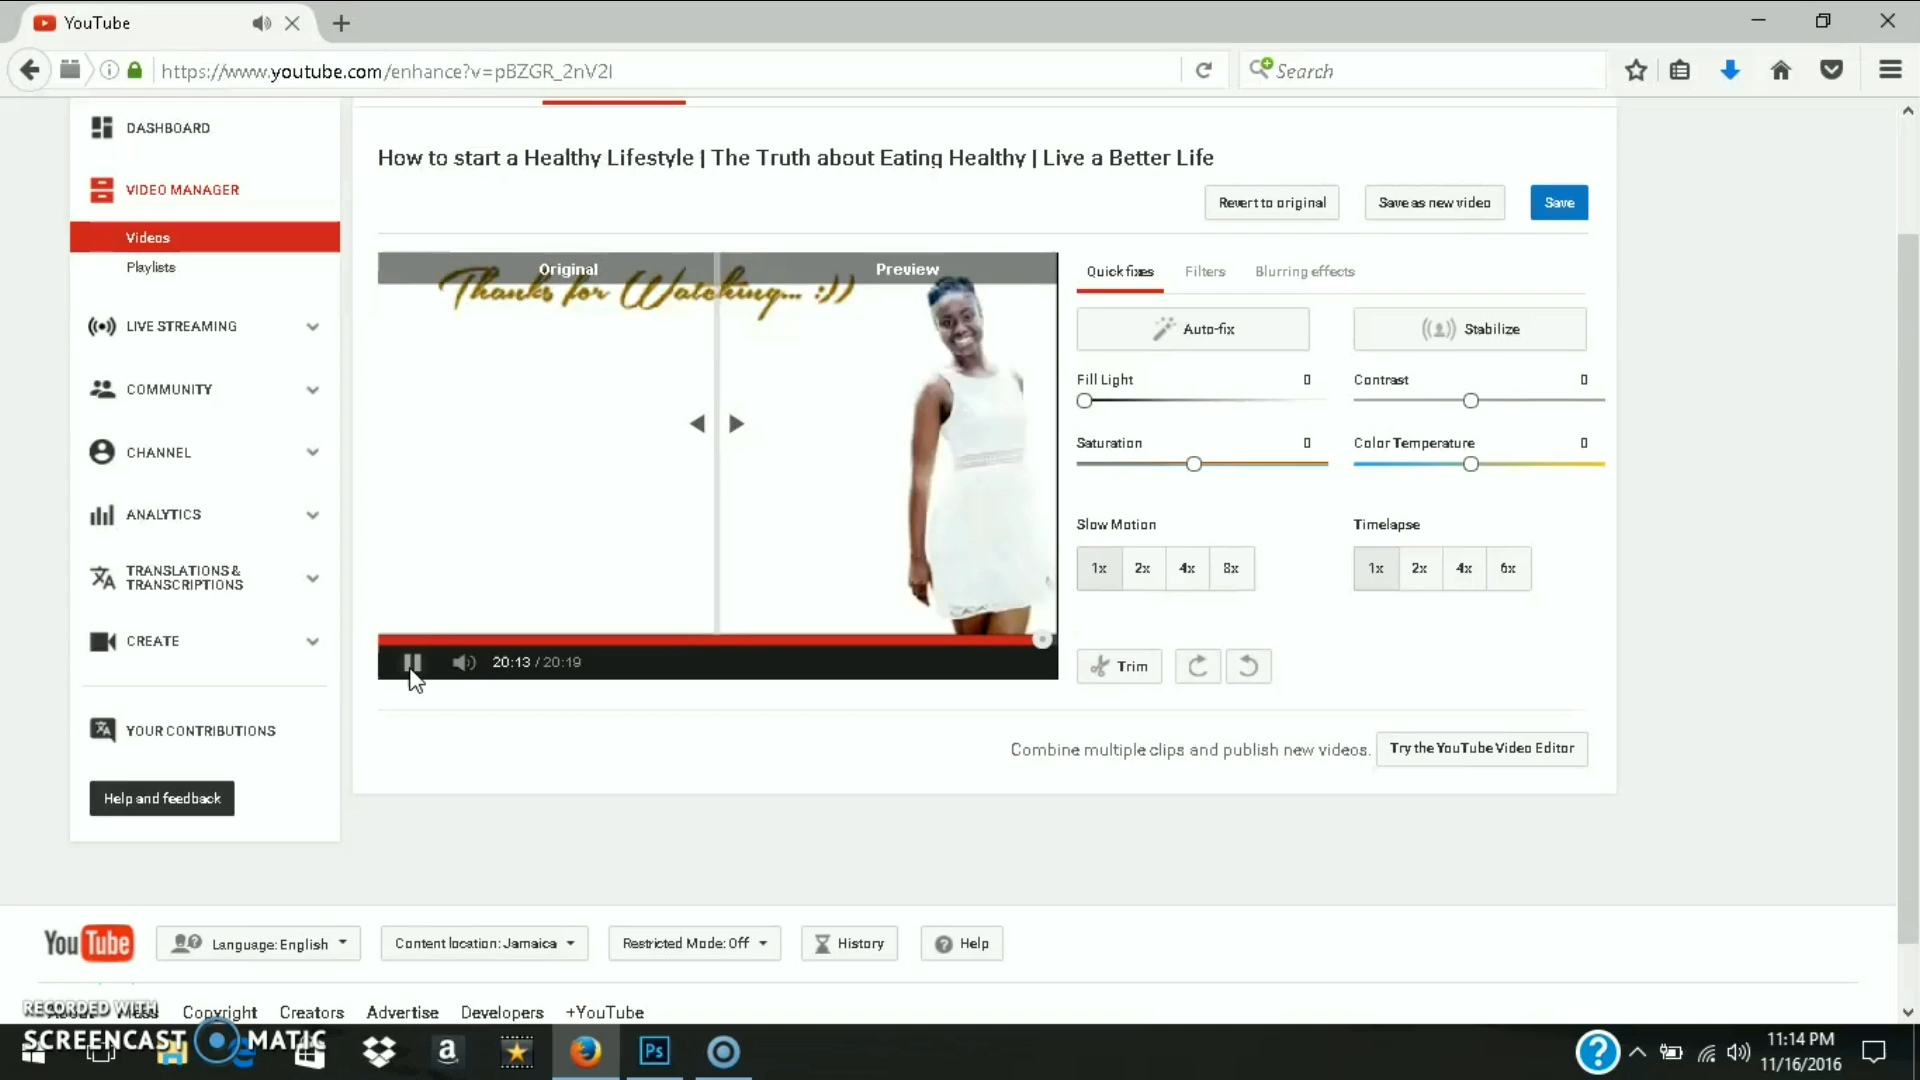 YouTube
https://www.youtube.com/enhance?v=pBZGR_2nV2I
Search
DASHBOARD
VIDEO MANAGER
Videos
Playlists
LIVE STREAMING
COMMUNITY
CHANNEL
ANALYTICS
TRANSLATIONS &
TRANSCRIPTIONS
CREATE
YOUR CONTRIBUTIONS
Help and feedback
How to start a Healthy Lifestyle | The Truth about Eating Healthy | Live a Better Life
Revert to original
Save as new video
Save
Original
Preview
Thanks for Watching... :))
20:13 / 20:19
Quick fixes
Filters
Blurring effects
Auto-fix
Stabilize
Fill Light 0
Contrast 0
Saturation 0
Color Temperature 0
Slow Motion
Timelapse
1x 2x 4x 8x
1x 2x 4x 6x
Trim
Combine multiple clips and publish new videos.
Try the YouTube Video Editor
YouTube
Language: English
Content location: Jamaica
Restricted Mode: Off
History
Help
Copyright
Creators
Advertise
Developers
+YouTube
RECORDED WITH
SCREENCAST MATIC
a
Ps
?
11:14 PM
11/16/2016